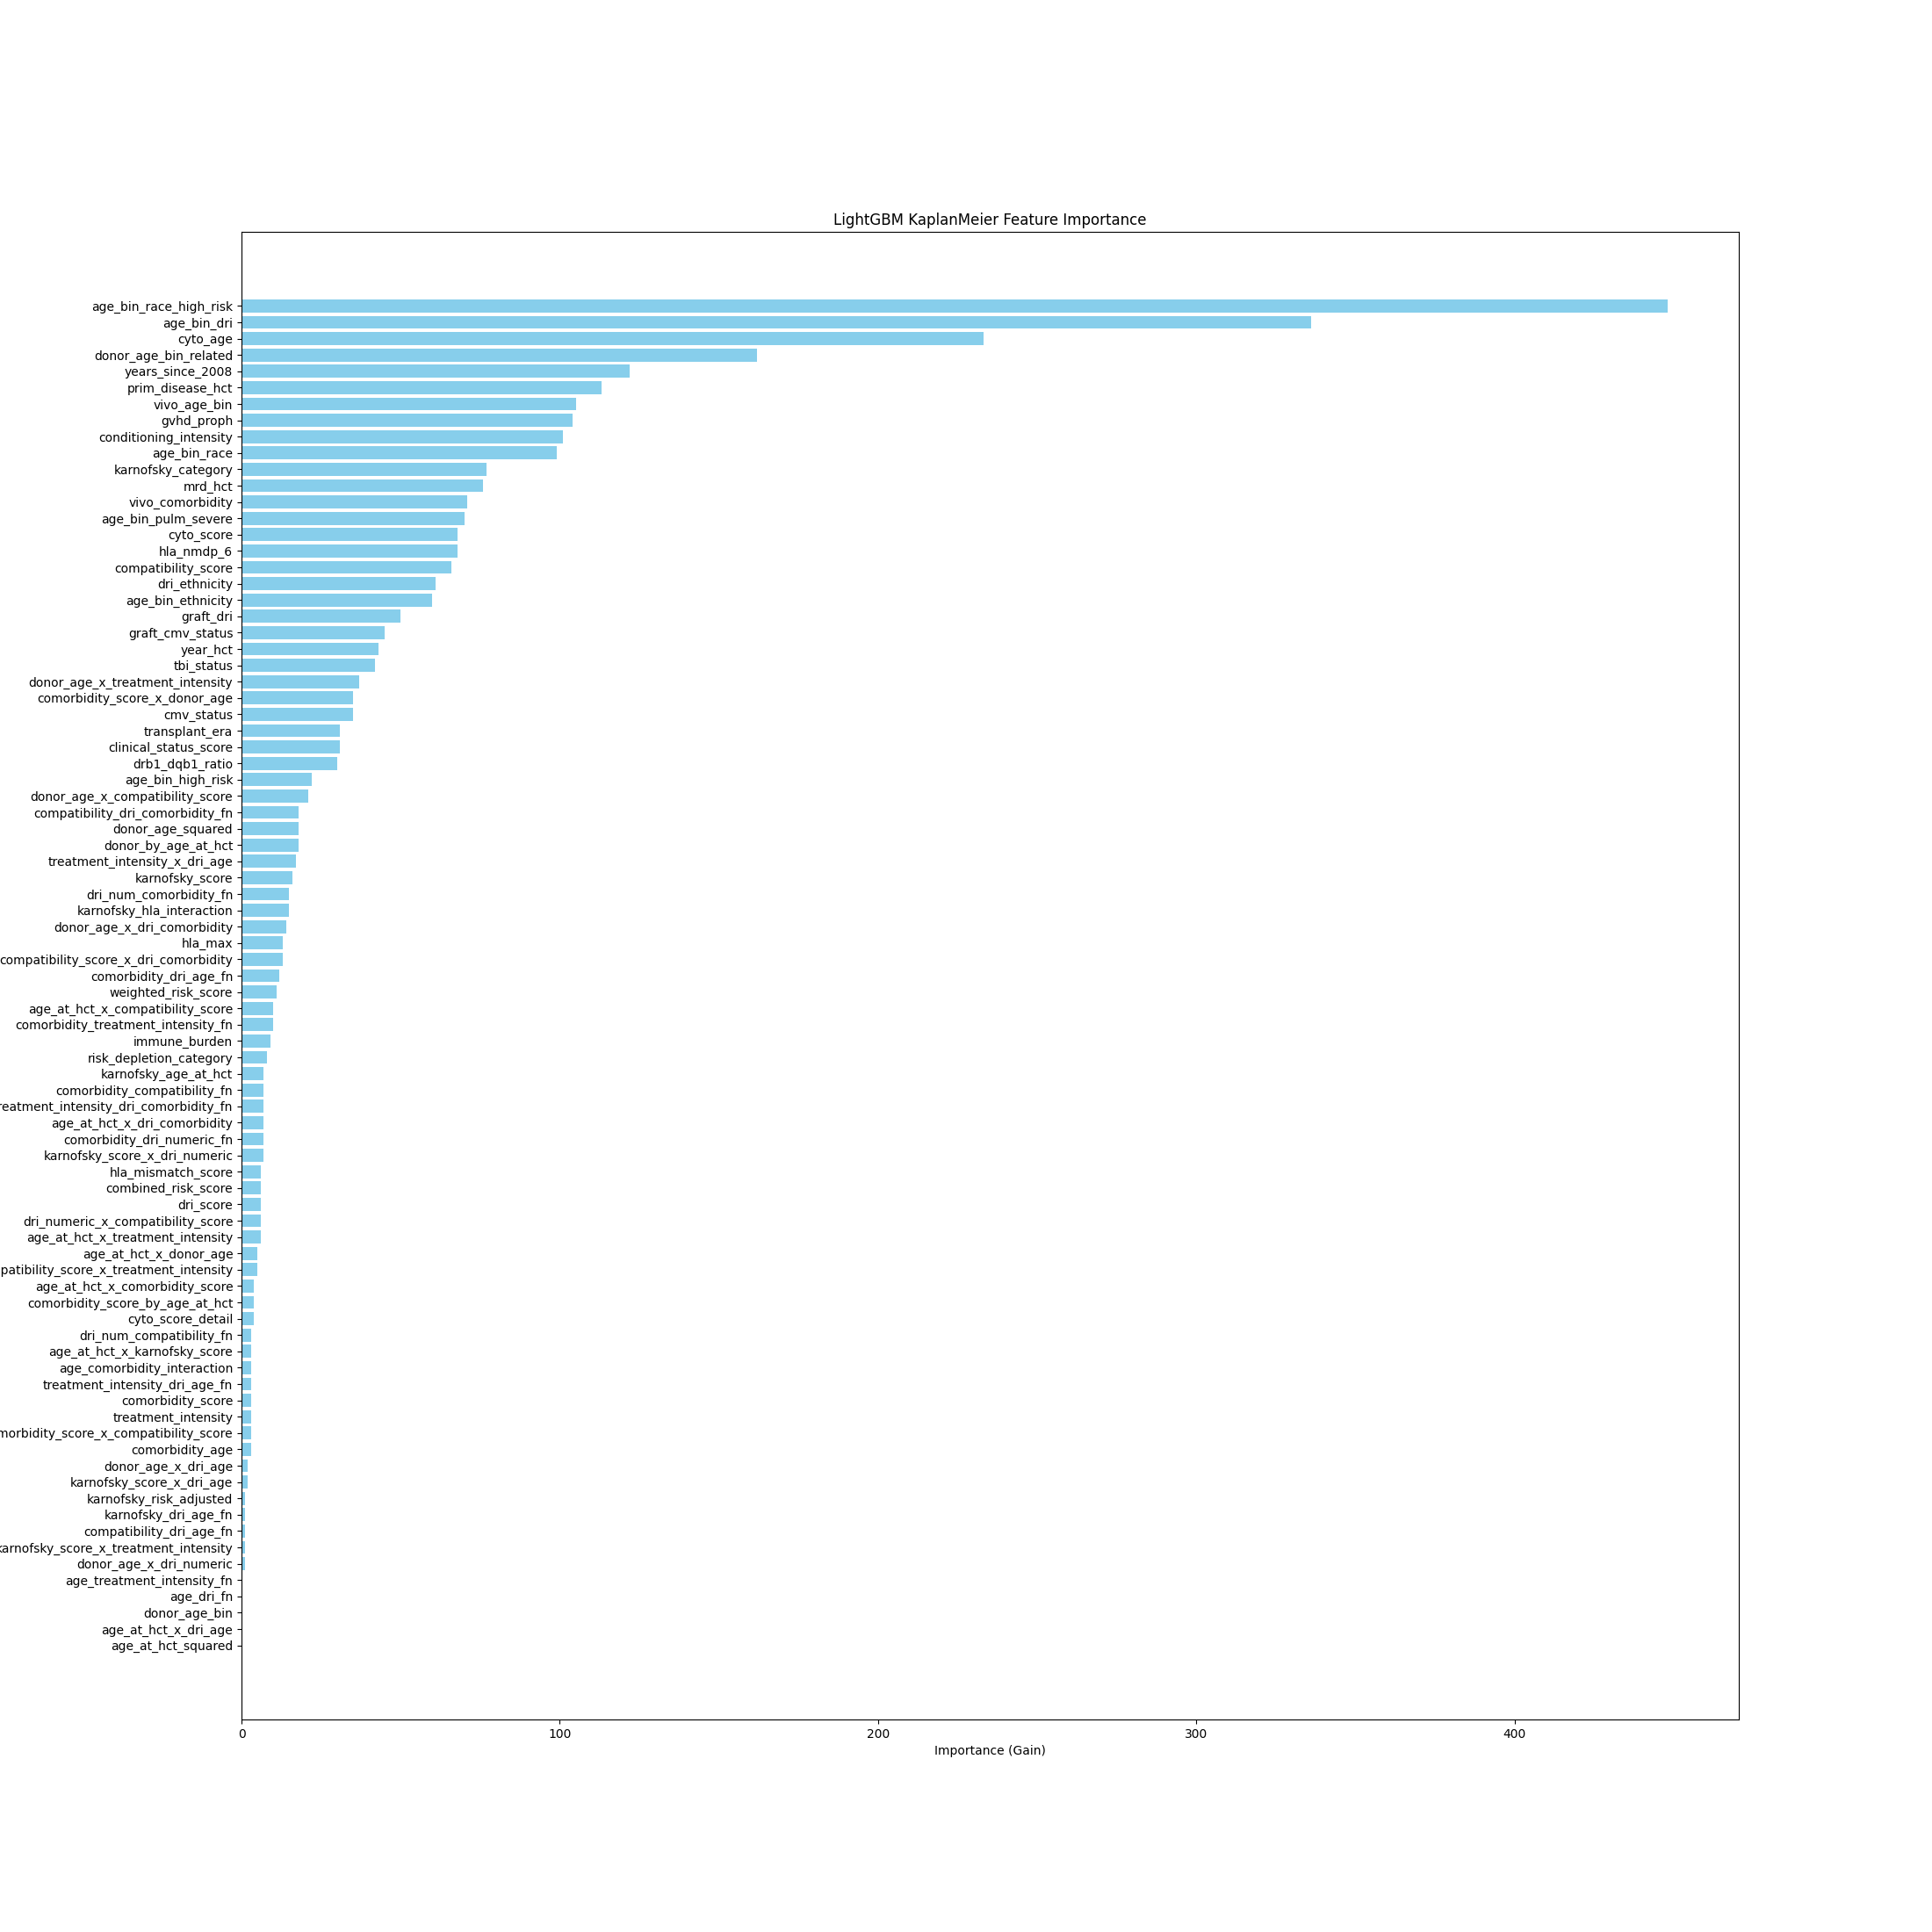 LightGBM KaplanMeier Feature Importance
age_bin_race_high_risk
age_bin_dri
cyto_age
donor_age_bin_related
years_since_2008
prim_disease_hct
vivo_age_bin
gvhd_proph
conditioning_intensity
age_bin_race
karnofsky_category
mrd_hct
vivo_comorbidity
age_bin_pulm_severe
cyto_score
hla_nmdp_6
compatibility_score
dri_ethnicity
age_bin_ethnicity
graft_dri
graft_cmv_status
year_hct
tbi_status
donor_age_x_treatment_intensity
comorbidity_score_x_donor_age
cmv_status
transplant_era
clinical_status_score
drb1_dqb1_ratio
age_bin_high_risk
donor_age_x_compatibility_score
compatibility_dri_comorbidity_fn
donor_age_squared
donor_by_age_at_hct
treatment_intensity_x_dri_age
karnofsky_score
dri_num_comorbidity_fn
karnofsky_hla_interaction
donor_age_x_dri_comorbidity
hla_max
compatibility_score_x_dri_comorbidity
comorbidity_dri_age_fn
weighted_risk_score
age_at_hct_x_compatibility_score
comorbidity_treatment_intensity_fn
immune_burden
risk_depletion_category
karnofsky_age_at_hct
comorbidity_compatibility_fn
reatment_intensity_dri_comorbidity_fn
age_at_hct_x_dri_comorbidity
comorbidity_dri_numeric_fn
karnofsky_score_x_dri_numeric
hla_mismatch_score
combined_risk_score
dri_score
dri_numeric_x_compatibility_score
age_at_hct_x_treatment_intensity
age_at_hct_x_donor_age
patibility_score_x_treatment_intensity
age_at_hct_x_comorbidity_score
comorbidity_score_by_age_at_hct
cyto_score_detail
dri_num_compatibility_fn
age_at_hct_x_karnofsky_score
age_comorbidity_interaction
treatment_intensity_dri_age_fn
comorbidity_score
treatment_intensity
morbidity_score_x_compatibility_score
comorbidity_age
donor_age_x_dri_age
karnofsky_score_x_dri_age
karnofsky_risk_adjusted
karnofsky_dri_age_fn
compatibility_dri_age_fn
karnofsky_score_x_treatment_intensity
donor_age_x_dri_numeric
age_treatment_intensity_fn
age_dri_fn
donor_age_bin
age_at_hct_x_dri_age
age_at_hct_squared
0 100 200 300 400
Importance (Gain)